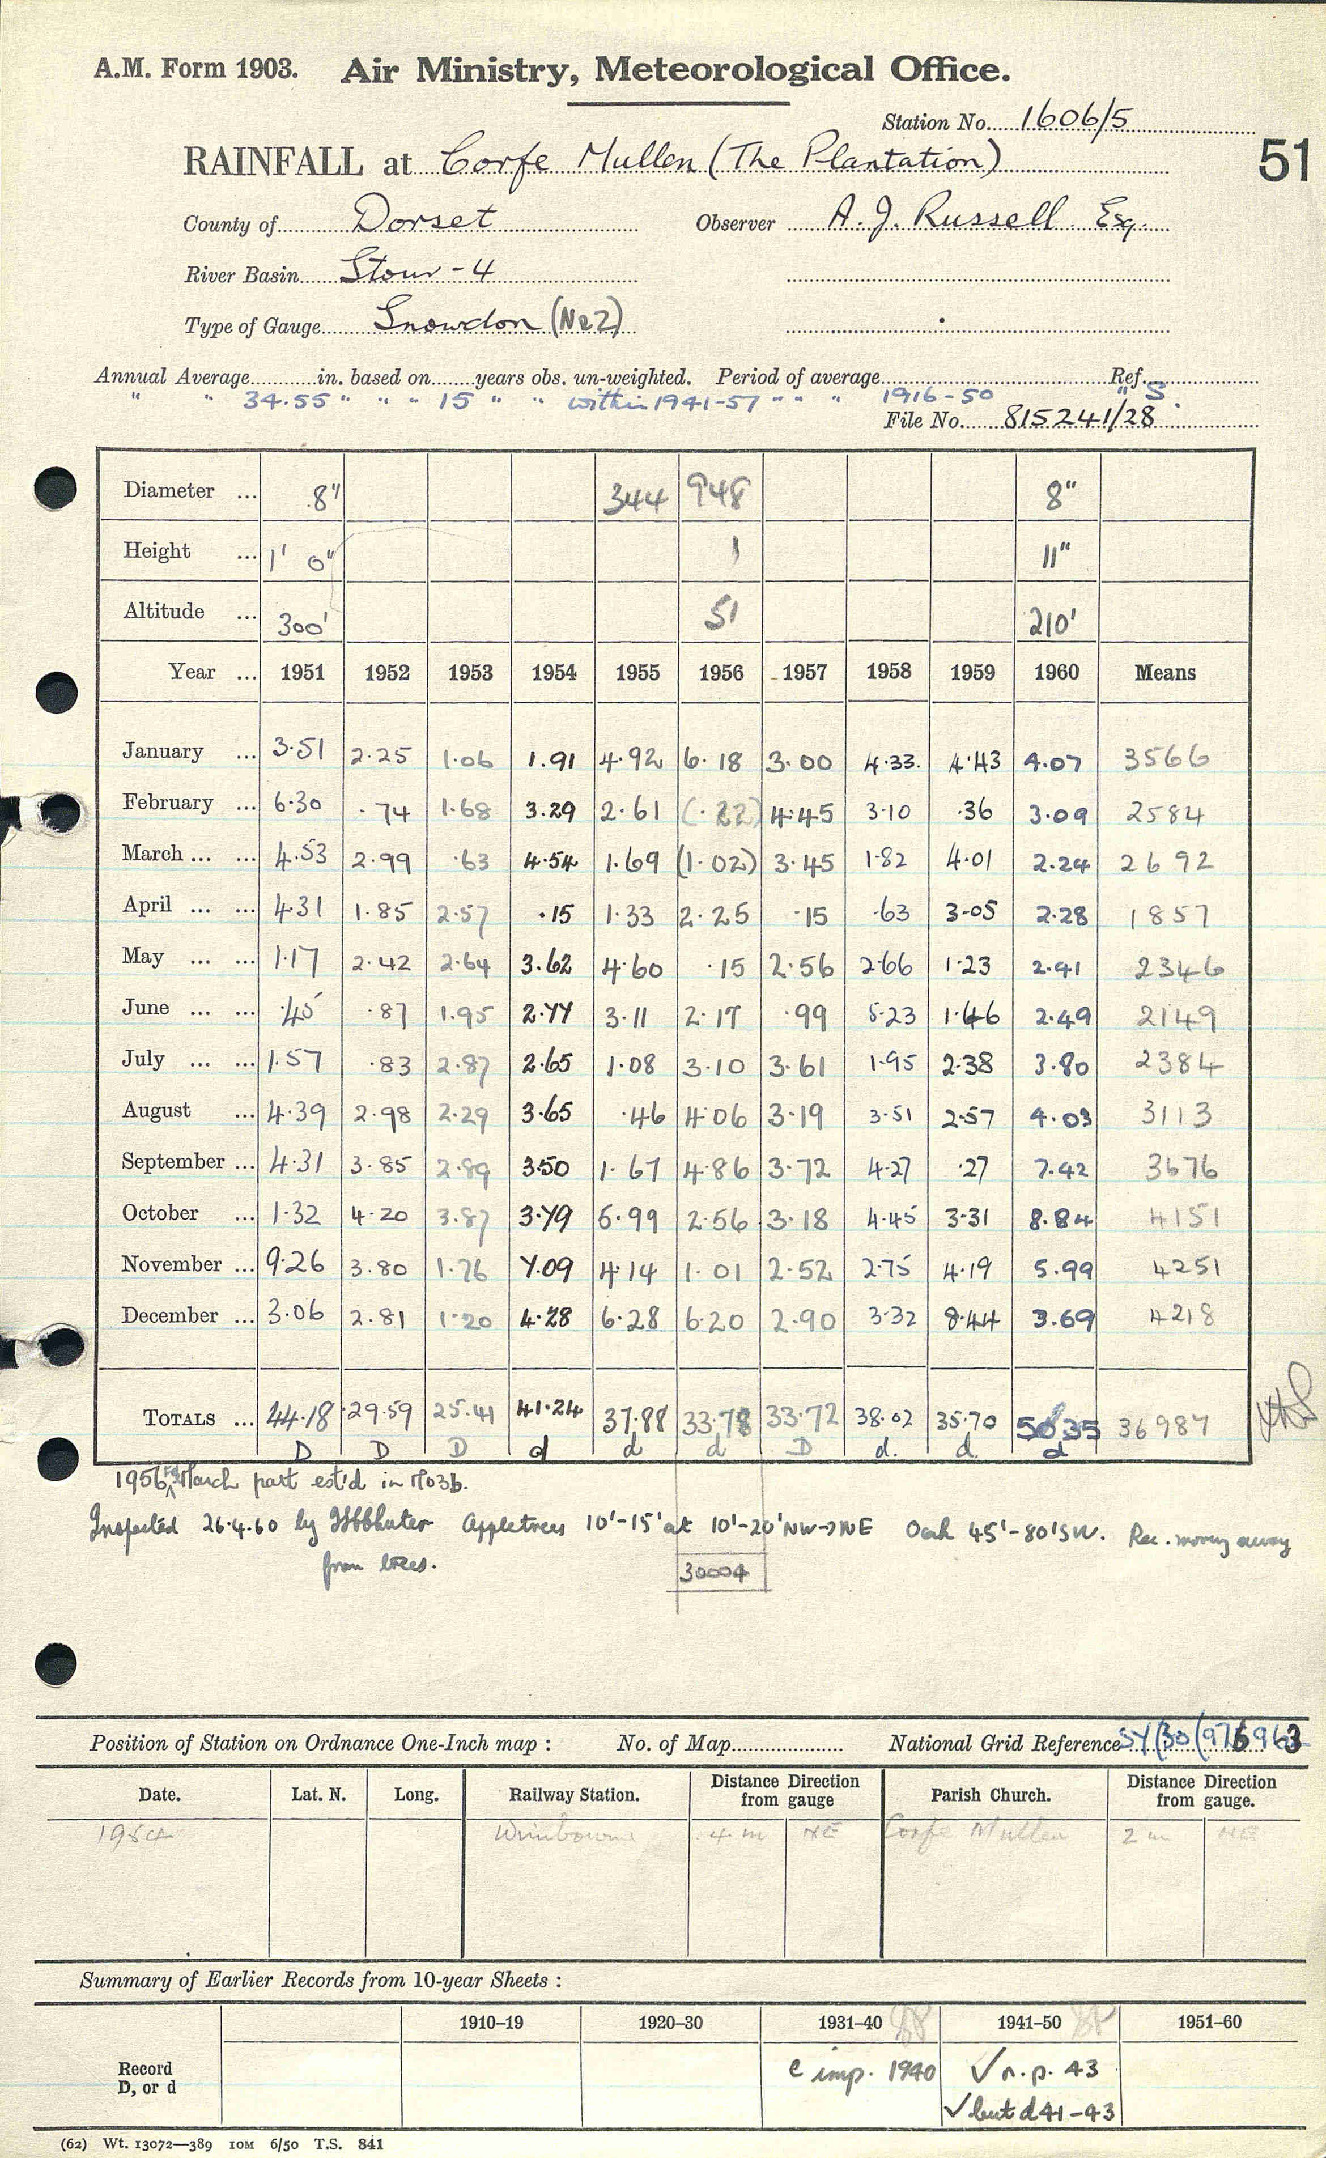 A.M. Form 1903. Air Ministry, Meteorological Office.
Station No. 1606/5
RAINFALL at Corfe Mullen (The Plantation)
51
County of Dorset Observer A. J. Russell Esq.
River Basin Stour - 4
Type of Gauge Snowdon (Nº2)
Annual Average in. based on years obs. un-weighted. Period of average Ref.
" " 34.55 " " " 15 " " within 1941-57 " " " 1916-50 " S.
File No. 815241/28
Diameter ... 8" 344 948 8"
Height ... 1' 0" 1 11"
Altitude ... 300' 51 210'
Year ... 1951 1952 1953 1954 1955 1956 1957 1958 1959 1960 Means
January ... 3.51 2.25 1.06 1.91 4.92 6.18 3.00 4.33 4.43 4.07 3566
February ... 6.30 .74 1.68 3.29 2.61 (.22) 4.45 3.10 .36 3.09 2584
March ... ... 4.53 2.99 .63 4.54 1.69 (1.02) 3.45 1.82 4.01 2.24 2692
April ... ... 4.31 1.85 2.57 .15 1.33 2.25 .15 .63 3.05 2.28 1857
May ... ... 1.17 2.42 2.64 3.62 4.60 .15 2.56 2.66 1.23 2.41 2346
June ... ... .45 .87 1.95 2.77 3.11 2.17 .99 5.23 1.46 2.49 2149
July ... ... 1.57 .83 2.87 2.65 1.08 3.10 3.61 1.95 2.38 3.80 2384
August ... 4.39 2.98 2.29 3.65 .46 4.06 3.19 3.51 2.57 4.03 3113
September ... 4.31 3.85 2.89 3.50 1.67 4.86 3.72 4.27 .27 7.42 3676
October ... 1.32 4.20 3.87 3.79 5.99 2.56 3.18 4.45 3.31 8.84 4151
November ... 9.26 3.80 1.76 7.09 4.14 1.01 2.52 2.75 4.19 5.99 4251
December ... 3.06 2.81 1.20 4.28 6.28 6.20 2.90 3.32 8.44 3.69 4218
TOTALS ... 44.18 29.59 25.41 41.24 37.88 33.78 33.72 38.02 35.70 50.35 36987
D D D d d d D d. d. d
1956 March part est'd in Mo3b.
Inspected 26.4.60 by Appletrees 10'-15' at 10'-20' NW→NE Oak 45'-80' SW. Rec. moving away
from trees.
30004
Position of Station on Ordnance One-Inch map : No. of Map National Grid Reference SY(30)
Date. Lat. N. Long. Railway Station. Distance from gauge Direction Parish Church. Distance from gauge. Direction
1954 Wimborne 4 m NE Corfe Mullen 2 m NE
Summary of Earlier Records from 10-year Sheets :
1910-19 1920-30 1931-40 1941-50 1951-60
Record D, or d
c imp. 1940 ✓ n.p. 43
✓ but d 41-43
(62) Wt. 13072—389 10M 6/50 T.S. 841